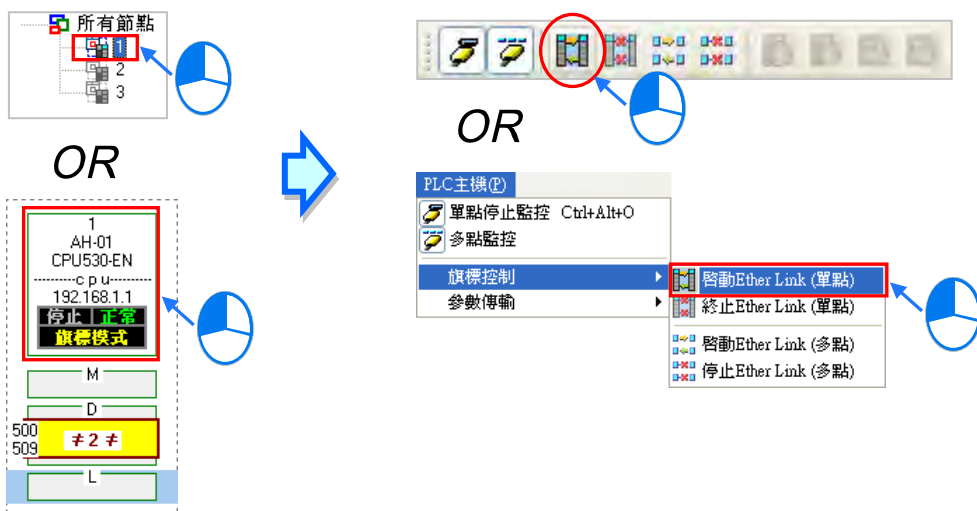 所有節點
1
2
3
OR
1
AH-01
CPU530-EN
--------c p u--------
192.168.1.1
停止 正常
旗標模式
M
D
500
509
≠2≠
L
OR
PLC主機(P)
單點停止監控 Ctrl+Alt+O
多點監控
旗標控制
參數傳輸
啓動Ether Link (單點)
終止Ether Link (單點)
啓動Ether Link (多點)
停止Ether Link (多點)